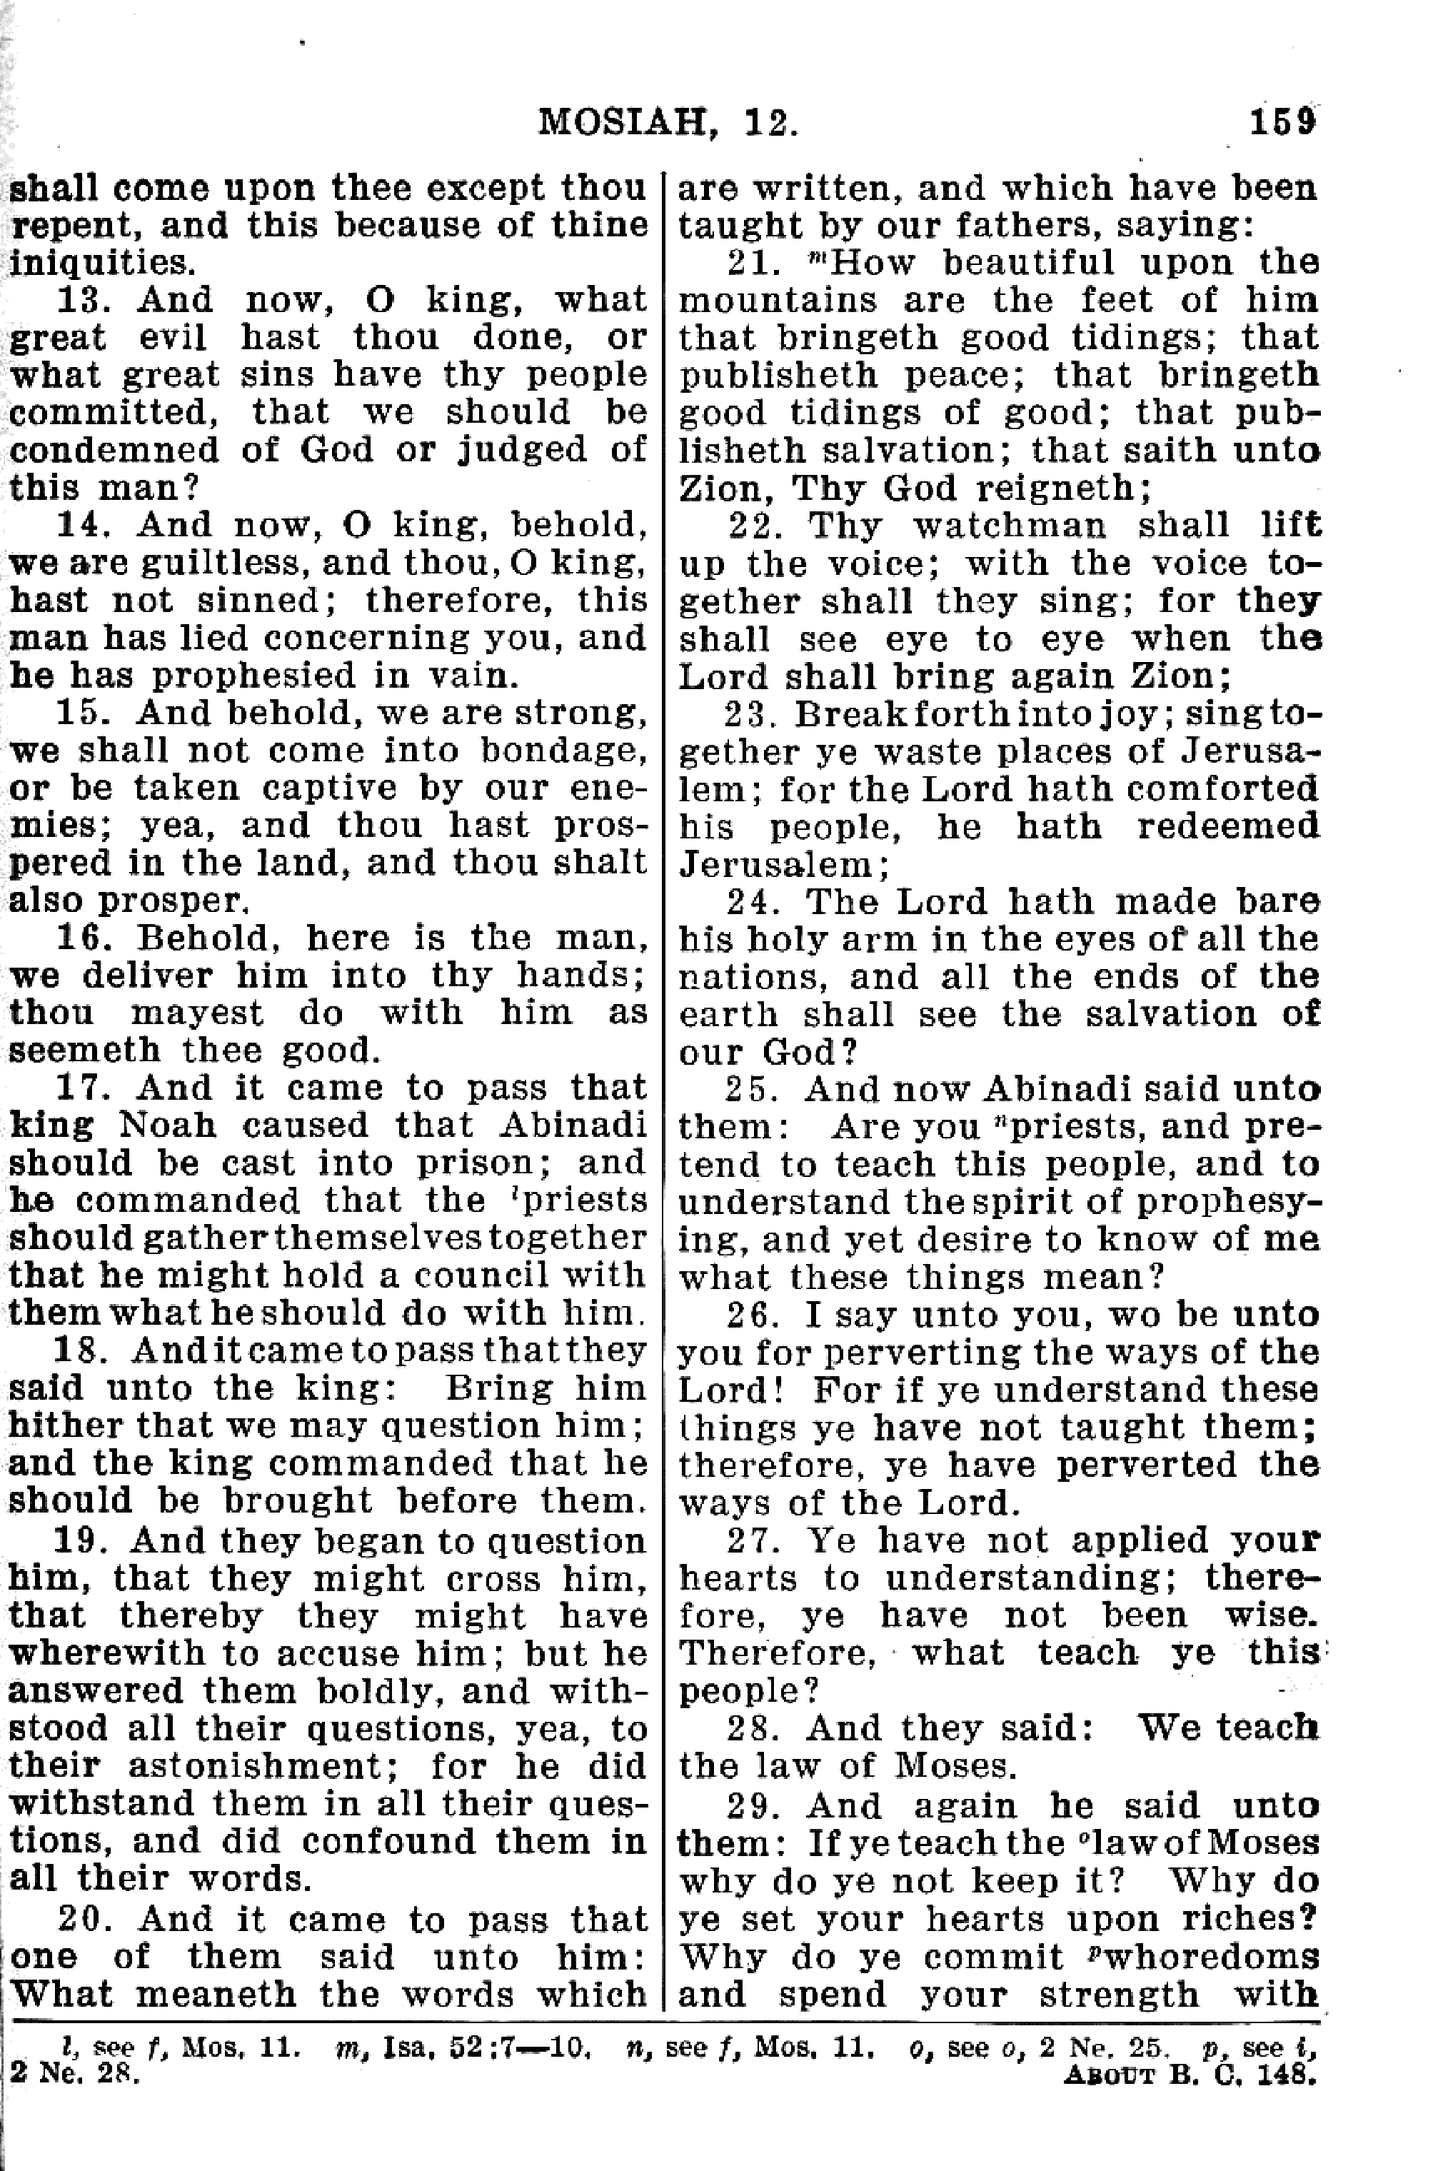 MOSIAH, 12.
159
shall come upon thee except thou
repent, and this because of thine
iniquities.
13. And now, O king, what
great evil hast thou done, or
what great sins have thy people
committed, that we should be
condemned of God or judged of
this man?
14. And now, O king, behold,
we are guiltless, and thou, O king,
hast not sinned; therefore, this
man has lied concerning you, and
he has prophesied in vain.
15. And behold, we are strong,
we shall not come into bondage,
or be taken captive by our ene-
mies; yea, and thou hast pros-
pered in the land, and thou shalt
also prosper.
16. Behold, here is the man,
we deliver him into thy hands;
thou mayest do with him as
seemeth thee good.
17. And it came to pass that
king Noah caused that Abinadi
should be cast into prison; and
he commanded that the lpriests
should gather themselves together
that he might hold a council with
them what he should do with him.
18. And it came to pass that they
said unto the king: Bring him
hither that we may question him;
and the king commanded that he
should be brought before them.
19. And they began to question
him, that they might cross him,
that thereby they might have
wherewith to accuse him; but he
answered them boldly, and with-
stood all their questions, yea, to
their astonishment; for he did
withstand them in all their ques-
tions, and did confound them in
all their words.
20. And it came to pass that
one of them said unto him:
What meaneth the words which
are written, and which have been
taught by our fathers, saying:
21. mHow beautiful upon the
mountains are the feet of him
that bringeth good tidings; that
publisheth peace; that bringeth
good tidings of good; that pub-
lisheth salvation; that saith unto
Zion, Thy God reigneth;
22. Thy watchman shall lift
up the voice; with the voice to-
gether shall they sing; for they
shall see eye to eye when the
Lord shall bring again Zion;
23. Break forth into joy; sing to-
gether ye waste places of Jerusa-
lem; for the Lord hath comforted
his people, he hath redeemed
Jerusalem;
24. The Lord hath made bare
his holy arm in the eyes of all the
nations, and all the ends of the
earth shall see the salvation of
our God?
25. And now Abinadi said unto
them: Are you npriests, and pre-
tend to teach this people, and to
understand the spirit of prophesy-
ing, and yet desire to know of me
what these things mean?
26. I say unto you, wo be unto
you for perverting the ways of the
Lord! For if ye understand these
things ye have not taught them;
therefore, ye have perverted the
ways of the Lord.
27. Ye have not applied your
hearts to understanding; there-
fore, ye have not been wise.
Therefore, what teach ye this
people?
28. And they said: We teach
the law of Moses.
29. And again he said unto
them: If ye teach the olaw of Moses
why do ye not keep it? Why do
ye set your hearts upon riches?
Why do ye commit pwhoredoms
and spend your strength with
l, see f, Mos. 11. m, Isa. 52:7—10. n, see f, Mos. 11. o, see o, 2 Ne. 25. p, see i,
2 Ne. 28. ABOUT B. C. 148.